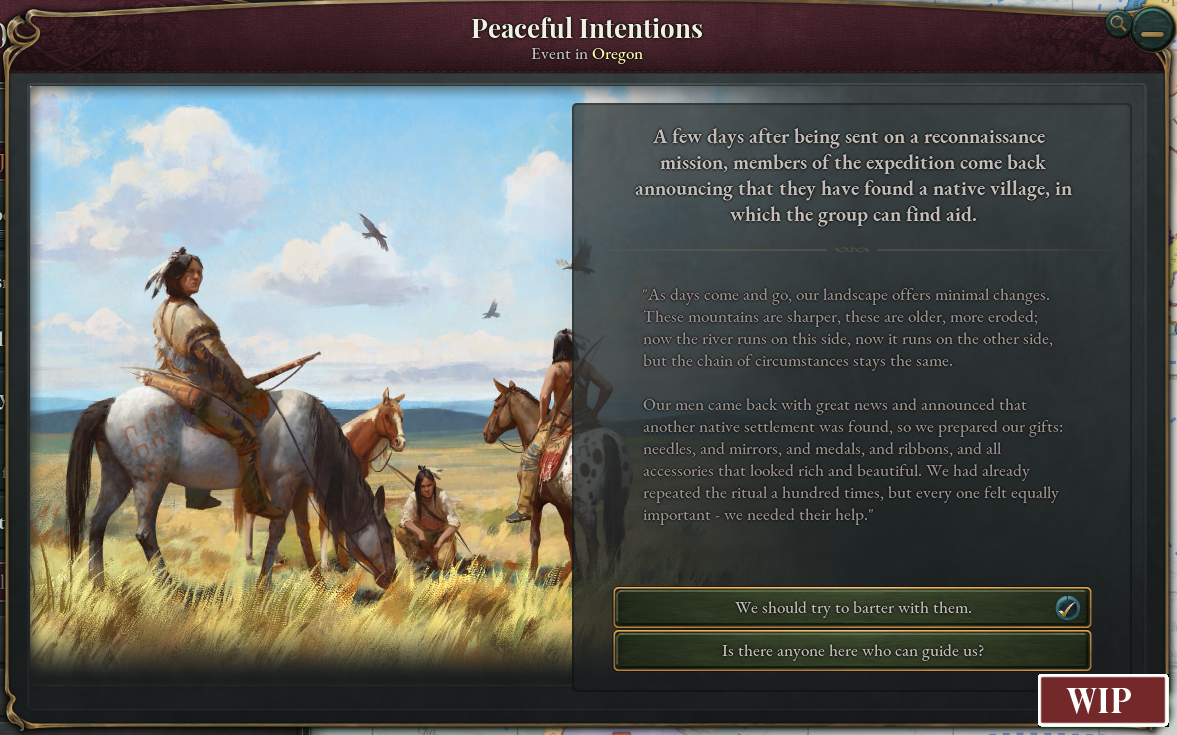 Peaceful Intentions
Event in Oregon
A few days after being sent on a reconnaissance
mission, members of the expedition come back
announcing that they have found a native village, in
which the group can find aid.
"As days come and go, our landscape offers minimal changes.
These mountains are sharper, these are older, more eroded;
now the river runs on this side, now it runs on the other side,
but the chain of circumstances stays the same.
Our men came back with great news and announced that
another native settlement was found, so we prepared our gifts:
needles, and mirrors, and medals, and ribbons, and all
accessories that looked rich and beautiful. We had already
repeated the ritual a hundred times, but every one felt equally
important - we needed their help."
We should try to barter with them.
Is there anyone here who can guide us?
WIP